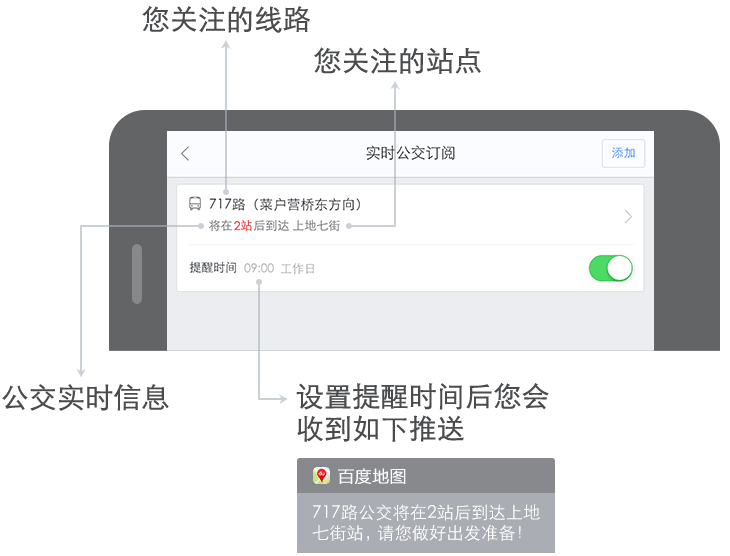 您关注的线路
您关注的站点
实时公交订阅
添加
717路（菜户营桥东方向）
将在2站后到达 上地七街
提醒时间 09:00 工作日
公交实时信息
设置提醒时间后您会
收到如下推送
百度地图
717路公交将在2站后到达上地
七街站，请您做好出发准备！